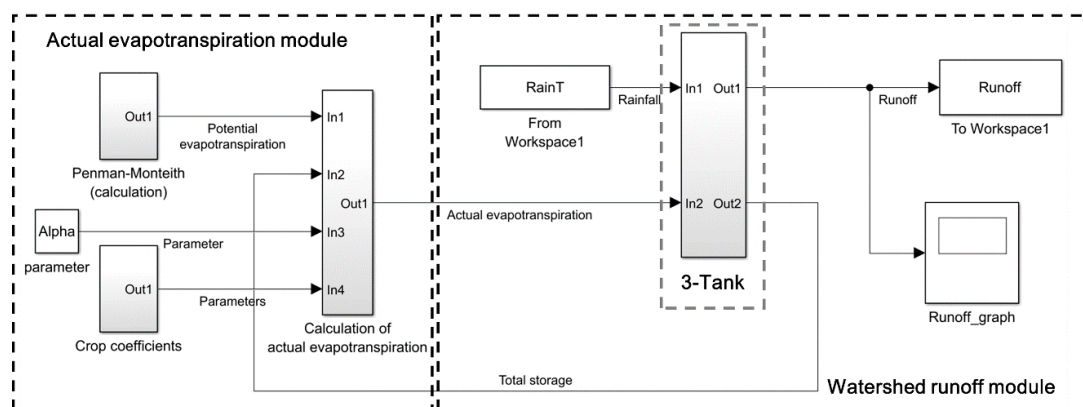 Actual evapotranspiration module
Out1
Potential
evapotranspiration
Penman-Monteith
(calculation)
Alpha
parameter
Parameter
Out1
Parameters
Crop coefficients
In1
In2
Out1
In3
In4
Calculation of
actual evapotranspiration
Actual evapotranspiration
Total storage
RainT
Rainfall
From
Workspace1
In1
Out1
In2
Out2
3-Tank
Runoff
Runoff
To Workspace1
Runoff_graph
Watershed runoff module